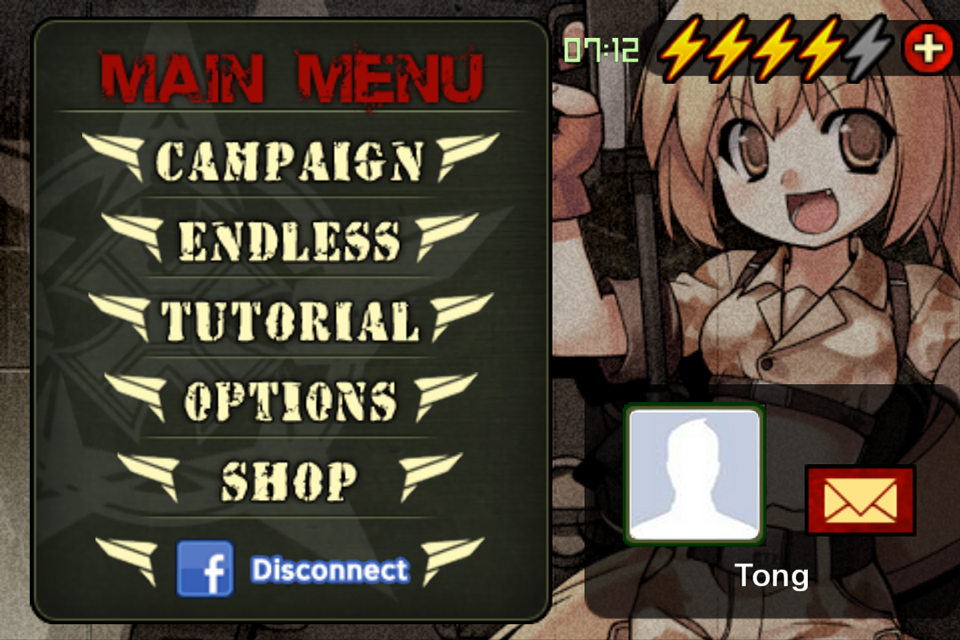 MAIN MENU
07:12
CAMPAIGN
ENDLESS
TUTORIAL
OPTIONS
SHOP
f Disconnect
Tong